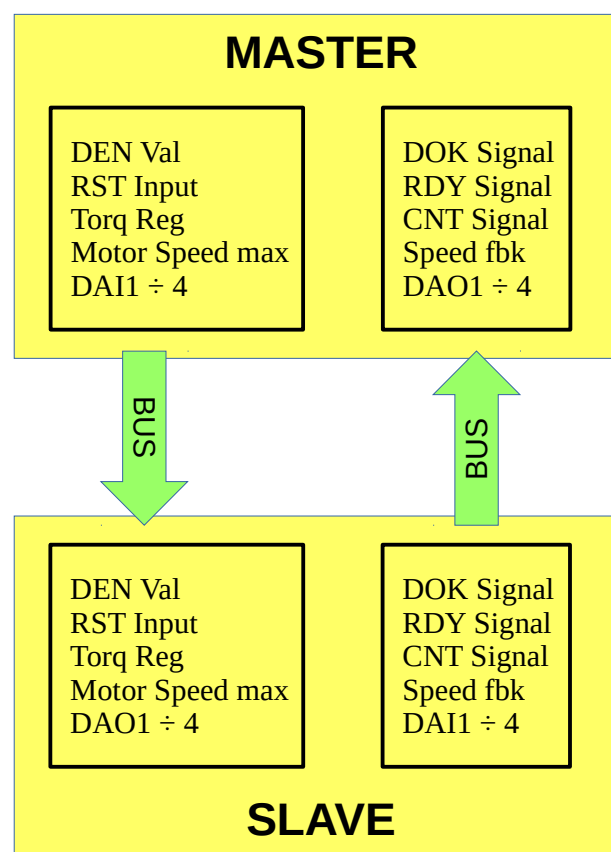 MASTER
DEN Val
RST Input
Torq Reg
Motor Speed max
DAI1 ÷ 4
DOK Signal
RDY Signal
CNT Signal
Speed fbk
DAO1 ÷ 4
BUS
BUS
DEN Val
RST Input
Torq Reg
Motor Speed max
DAO1 ÷ 4
DOK Signal
RDY Signal
CNT Signal
Speed fbk
DAI1 ÷ 4
SLAVE